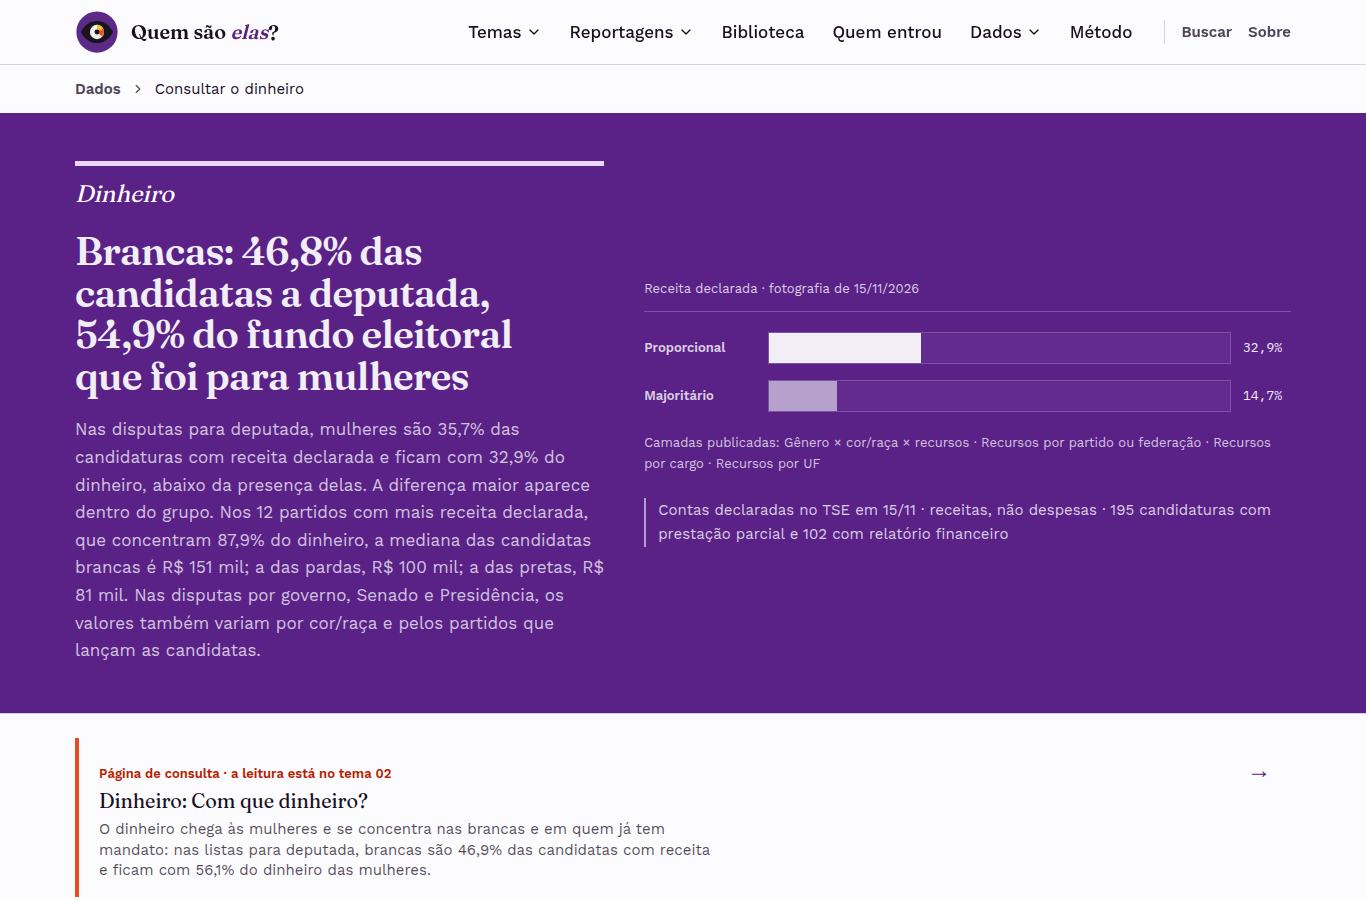 Quem são elas?
Temas
Reportagens
Biblioteca
Quem entrou
Dados
Método
Buscar
Sobre
Dados > Consultar o dinheiro
Dinheiro
Brancas: 46,8% das
candidatas a deputada,
54,9% do fundo eleitoral
que foi para mulheres
Nas disputas para deputada, mulheres são 35,7% das
candidaturas com receita declarada e ficam com 32,9% do
dinheiro, abaixo da presença delas. A diferença maior aparece
dentro do grupo. Nos 12 partidos com mais receita declarada,
que concentram 87,9% do dinheiro, a mediana das candidatas
brancas é R$ 151 mil; a das pardas, R$ 100 mil; a das pretas, R$
81 mil. Nas disputas por governo, Senado e Presidência, os
valores também variam por cor/raça e pelos partidos que
lançam as candidatas.
Receita declarada · fotografia de 15/11/2026
Proporcional 32,9%
Majoritário 14,7%
Camadas publicadas: Gênero × cor/raça × recursos · Recursos por partido ou federação · Recursos
por cargo · Recursos por UF
Contas declaradas no TSE em 15/11 · receitas, não despesas · 195 candidaturas com
prestação parcial e 102 com relatório financeiro
Página de consulta · a leitura está no tema 02 →
Dinheiro: Com que dinheiro?
O dinheiro chega às mulheres e se concentra nas brancas e em quem já tem
mandato: nas listas para deputada, brancas são 46,9% das candidatas com receita
e ficam com 56,1% do dinheiro das mulheres.